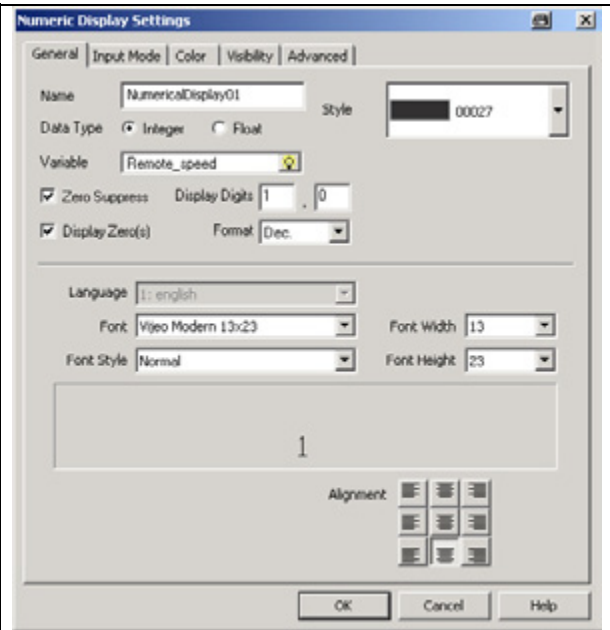 Numeric Display Settings
General Input Mode Color Visibility Advanced
Name NumericalDisplay01 Style 00027
Data Type Integer Float
Variable Remote_speed
Zero Suppress Display Digits 1 . 0
Display Zero(s) Format Dec.
Language 1: english
Font Vijeo Modern 13x23 Font Width 13
Font Style Normal Font Height 23
1
Alignment
OK Cancel Help